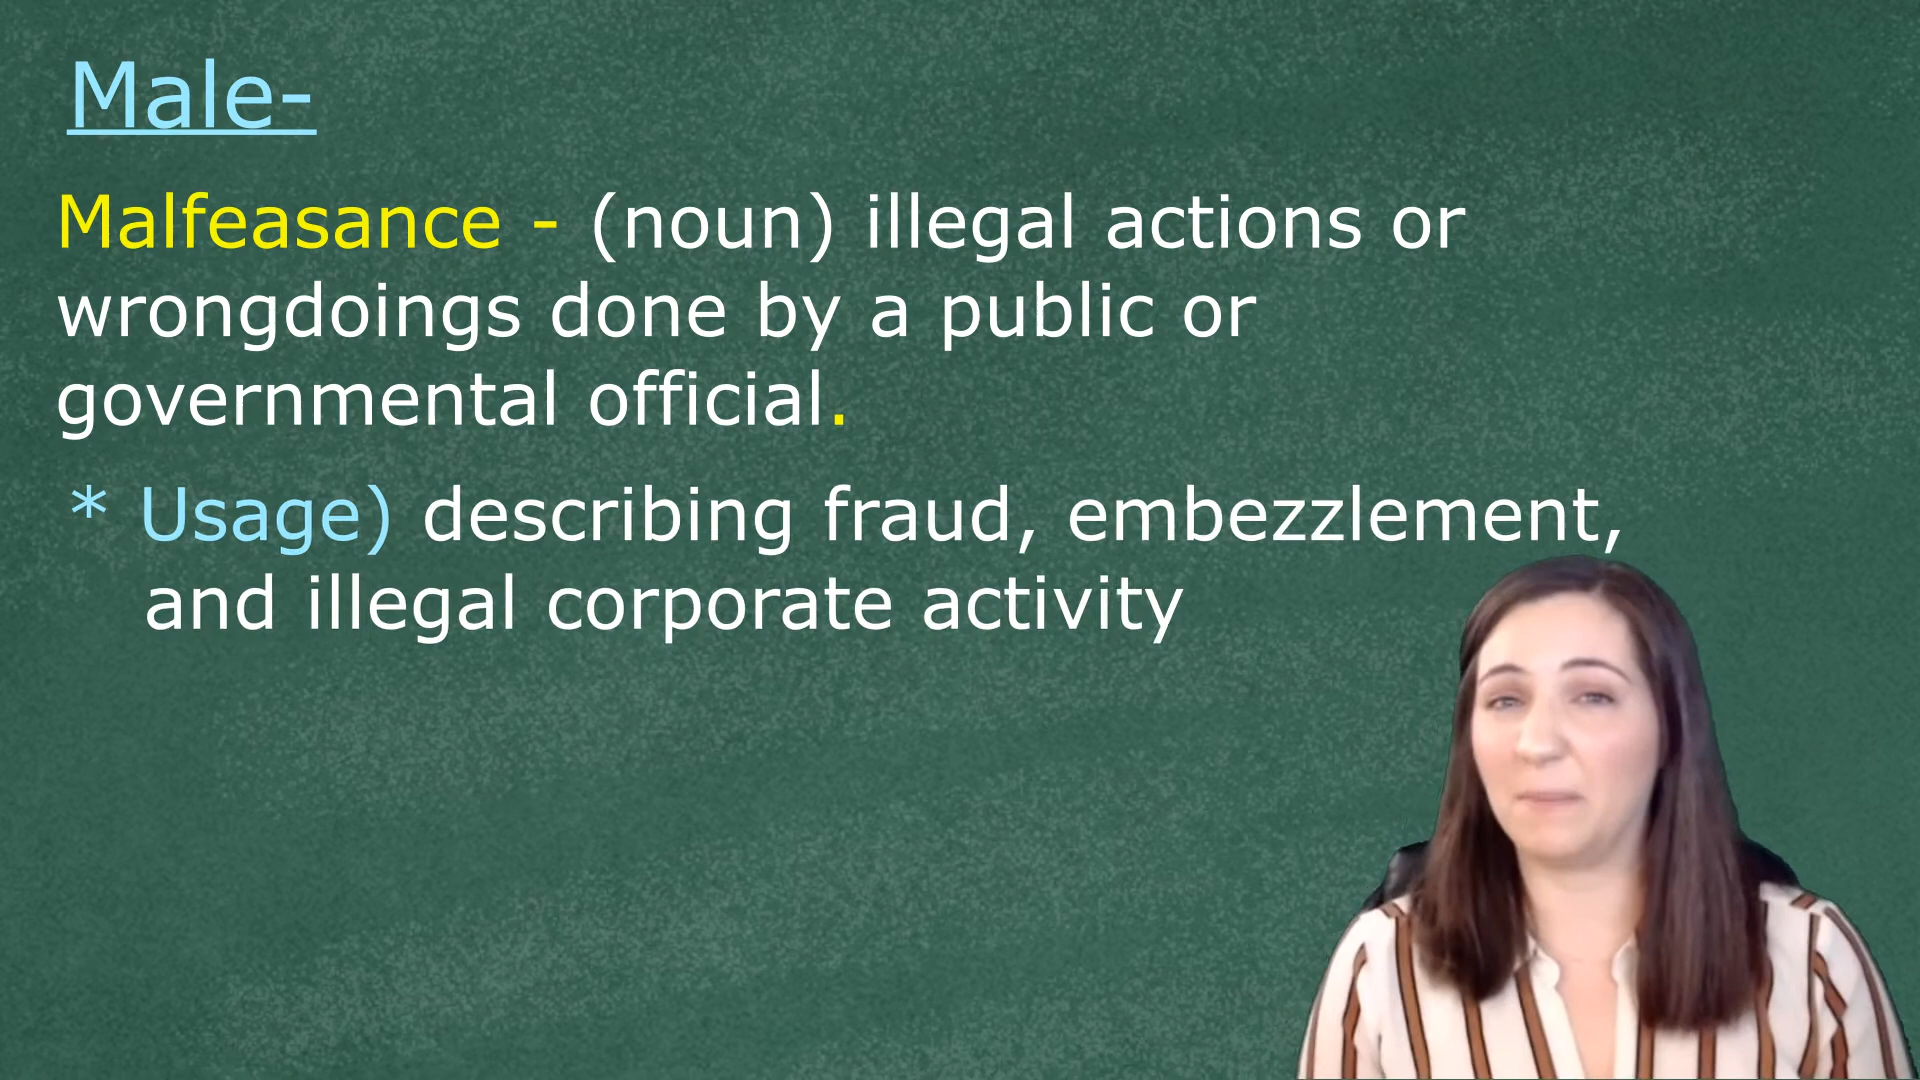 Male-
Malfeasance - (noun) illegal actions or
wrongdoings done by a public or
governmental official.
* Usage) describing fraud, embezzlement,
and illegal corporate activity